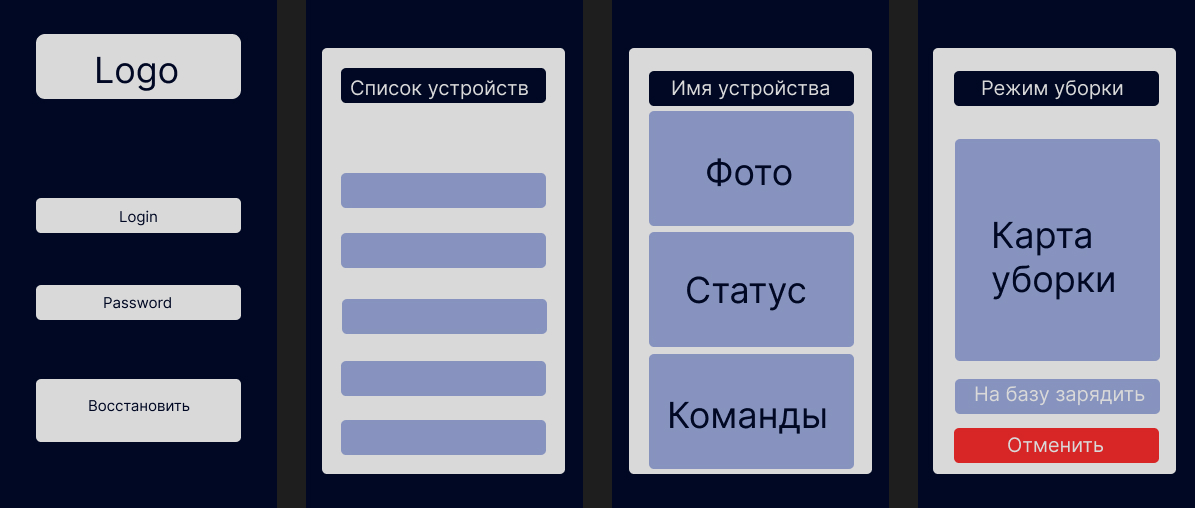 Logo
Login
Password
Восстановить
Список устройств
Имя устройства
Фото
Статус
Команды
Режим уборки
Карта
уборки
На базу зарядить
Отменить